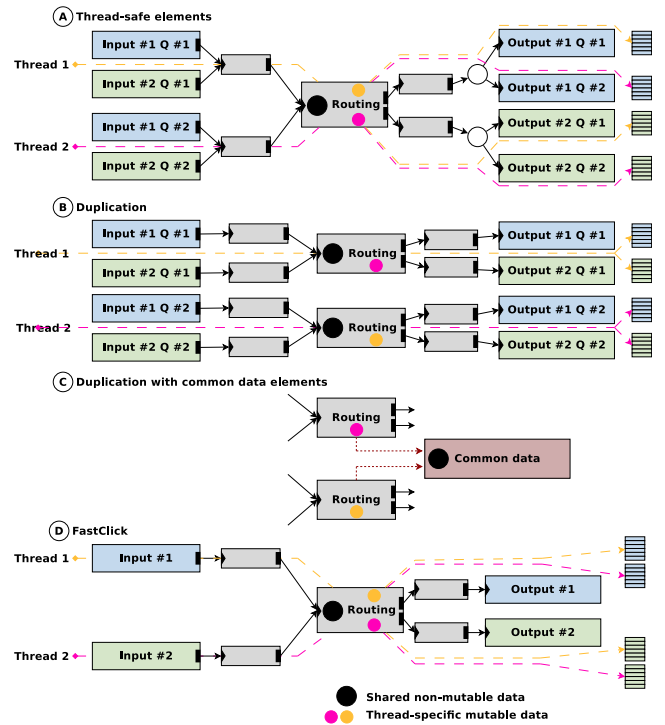 A Thread-safe elements
Input #1 Q #1
Output #1 Q #1
Thread 1
Input #2 Q #1
Output #1 Q #2
Routing
Input #1 Q #2
Output #2 Q #1
Thread 2
Input #2 Q #2
Output #2 Q #2
B Duplication
Input #1 Q #1
Output #1 Q #1
Thread 1
Routing
Input #2 Q #1
Output #2 Q #1
Input #1 Q #2
Output #1 Q #2
Thread 2
Routing
Input #2 Q #2
Output #2 Q #2
C Duplication with common data elements
Routing
Common data
Routing
D FastClick
Thread 1
Input #1
Output #1
Routing
Output #2
Thread 2
Input #2
Shared non-mutable data
Thread-specific mutable data